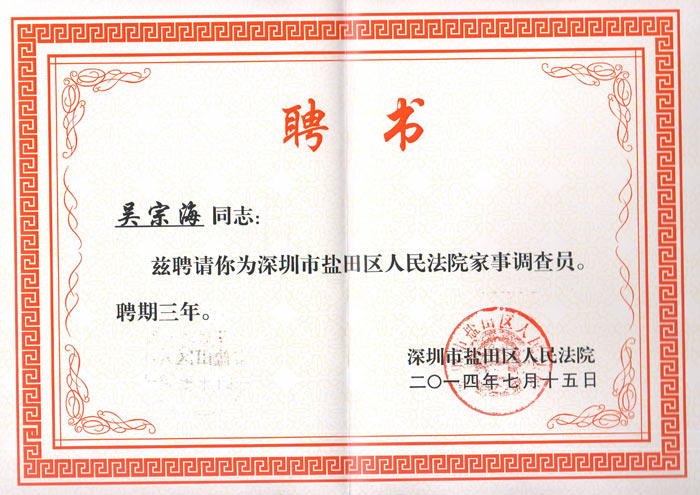 聘书
吴宗海 同志：
兹聘请你为深圳市盐田区人民法院家事调查员。
聘期三年。
深圳市盐田区人民法院
二〇一四年七月十五日